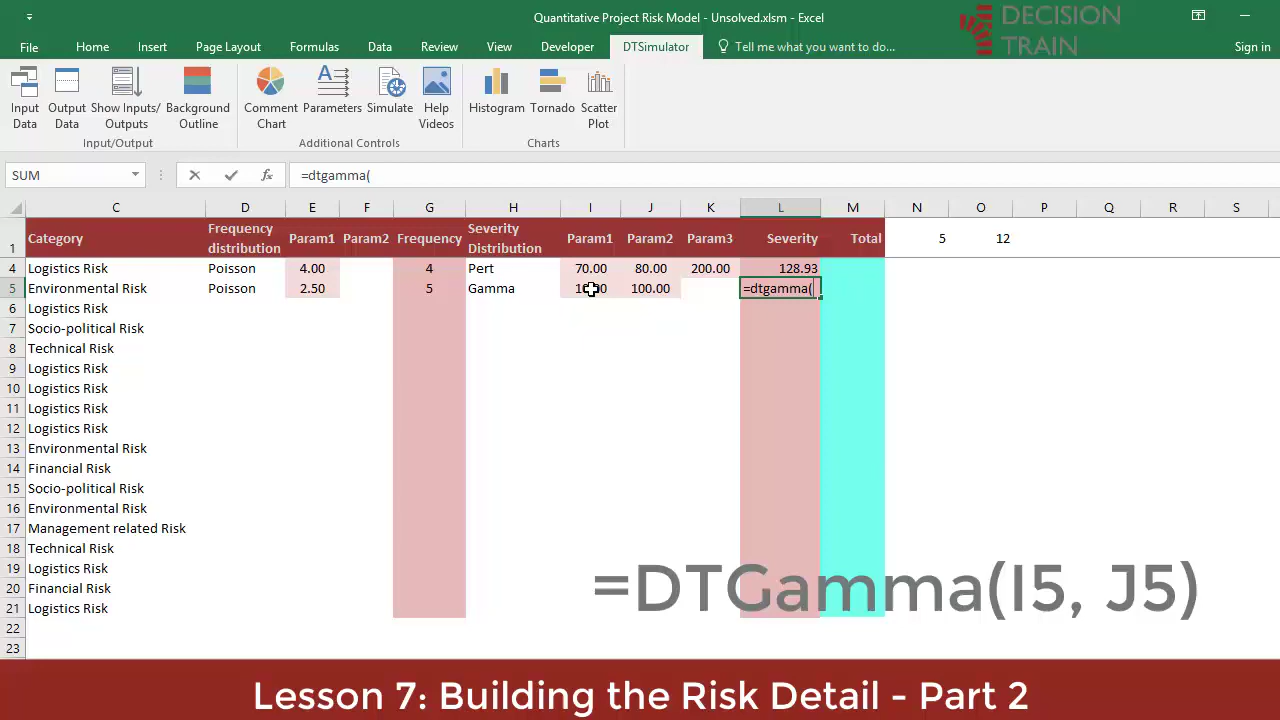 Quantitative Project Risk Model - Unsolved.xlsm - Excel
DECISION
TRAIN
File Home Insert Page Layout Formulas Data Review View Developer DTSimulator Tell me what you want to do... Sign in
Input Data
Output Data
Show Inputs/ Outputs
Background Outline
Comment Chart
Parameters
Simulate
Help Videos
Histogram
Tornado
Scatter Plot
Input/Output Additional Controls Charts
SUM fx =dtgamma(
C D E F G H I J K L M N O P Q R S
1 Category Frequency distribution Param1 Param2 Frequency Severity Distribution Param1 Param2 Param3 Severity Total 5 12
4 Logistics Risk Poisson 4.00 4 Pert 70.00 80.00 200.00 128.93
5 Environmental Risk Poisson 2.50 5 Gamma 100.00 =dtgamma(
6 Logistics Risk
7 Socio-political Risk
8 Technical Risk
9 Logistics Risk
10 Logistics Risk
11 Logistics Risk
12 Logistics Risk
13 Environmental Risk
14 Financial Risk
15 Socio-political Risk
16 Environmental Risk
17 Management related Risk
18 Technical Risk
19 Logistics Risk
20 Financial Risk
21 Logistics Risk
22
23
=DTGamma(I5, J5)
Lesson 7: Building the Risk Detail - Part 2